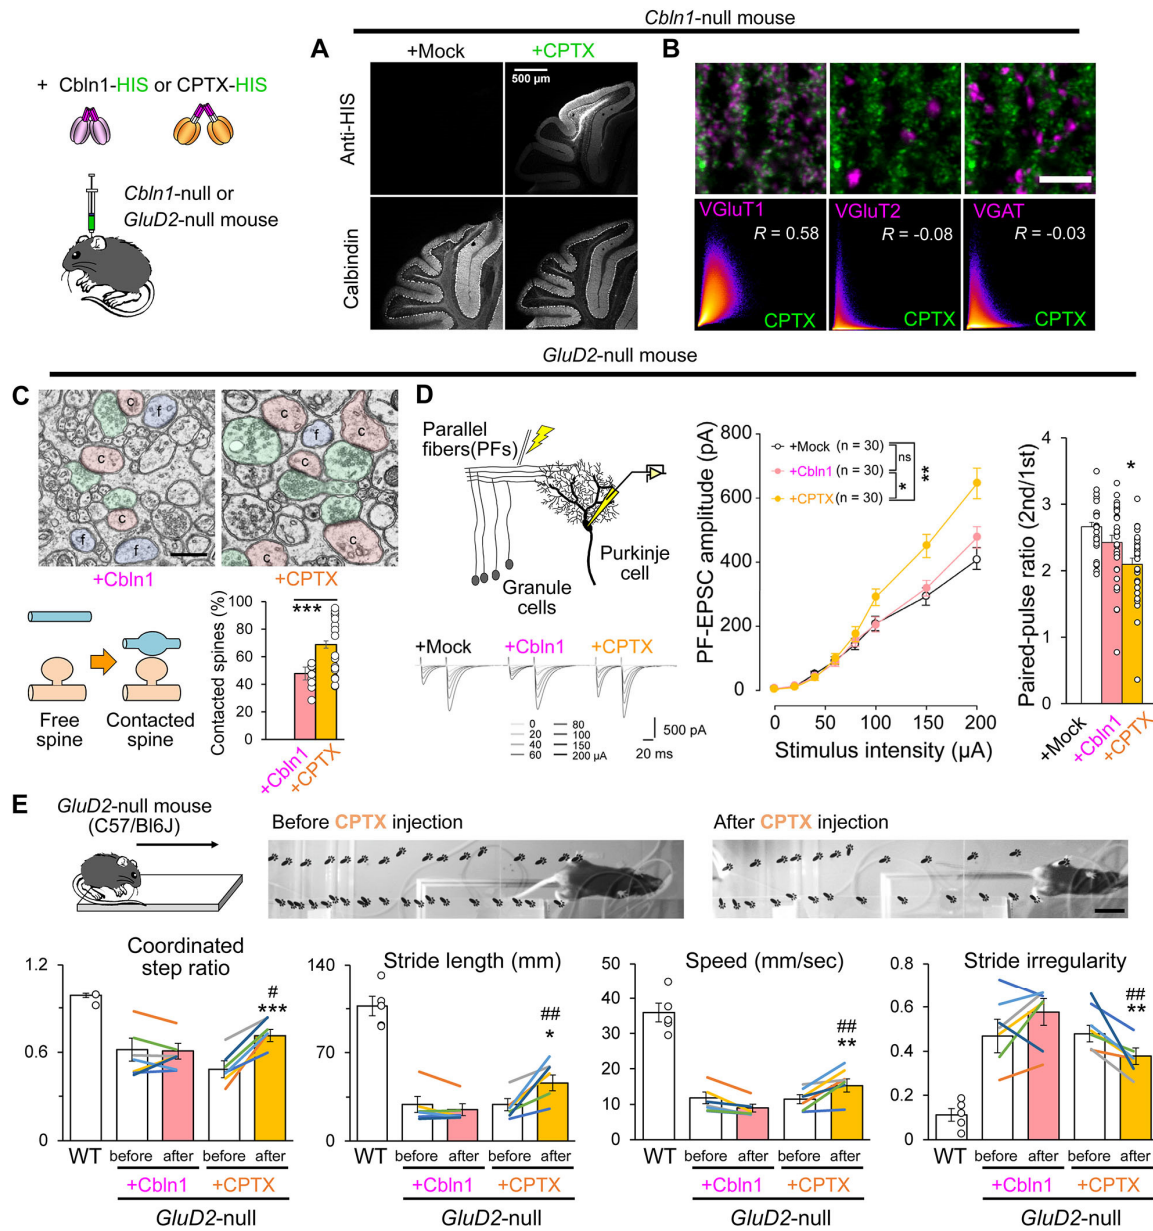 Cbln1-null mouse
+ Cbln1-HIS or CPTX-HIS
Cbln1-null or
GluD2-null mouse
A
+Mock
+CPTX
500 µm
Anti-HIS
Calbindin
B
VGluT1
R = 0.58
CPTX
VGluT2
R = -0.08
CPTX
VGAT
R = -0.03
CPTX
GluD2-null mouse
C
c
f
c
c
f
f
c
c
f
c
c
c
+Cbln1
+CPTX
Free
spine
Contacted
spine
Contacted spines (%)
100
80
60
40
20
0
***
+Cbln1
+CPTX
D
Parallel
fibers(PFs)
Granule
cells
Purkinje
cell
+Mock
+Cbln1
+CPTX
0
20
40
60
80
100
150
200 µA
500 pA
20 ms
PF-EPSC amplitude (pA)
800
600
400
200
0
+Mock (n = 30)
+Cbln1 (n = 30)
+CPTX (n = 30)
ns
*
**
0
50
100
150
200
Stimulus intensity (µA)
Paired-pulse ratio (2nd/1st)
4
3
2
1
0
*
+Mock
+Cbln1
+CPTX
E
GluD2-null mouse
(C57/Bl6J)
Before CPTX injection
After CPTX injection
Coordinated
step ratio
1.2
0.6
0
#
***
WT
before
after
before
after
+Cbln1
+CPTX
GluD2-null
Stride length (mm)
140
70
0
##
*
WT
before
after
before
after
+Cbln1
+CPTX
GluD2-null
Speed (mm/sec)
50
40
30
20
10
0
##
**
WT
before
after
before
after
+Cbln1
+CPTX
GluD2-null
Stride irregularity
0.8
0.6
0.4
0.2
0
##
**
WT
before
after
before
after
+Cbln1
+CPTX
GluD2-null